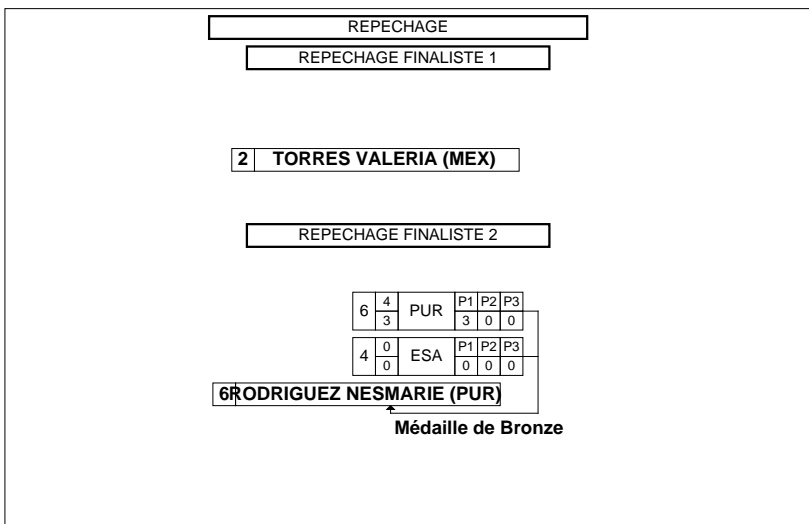 REPECHAGE
REPECHAGE FINALISTE 1
2 TORRES VALERIA (MEX)
REPECHAGE FINALISTE 2
6 4 PUR P1 P2 P3
3 3 0 0
4 0 ESA P1 P2 P3
0 0 0 0
6 RODRIGUEZ NESMARIE (PUR)
Médaille de Bronze